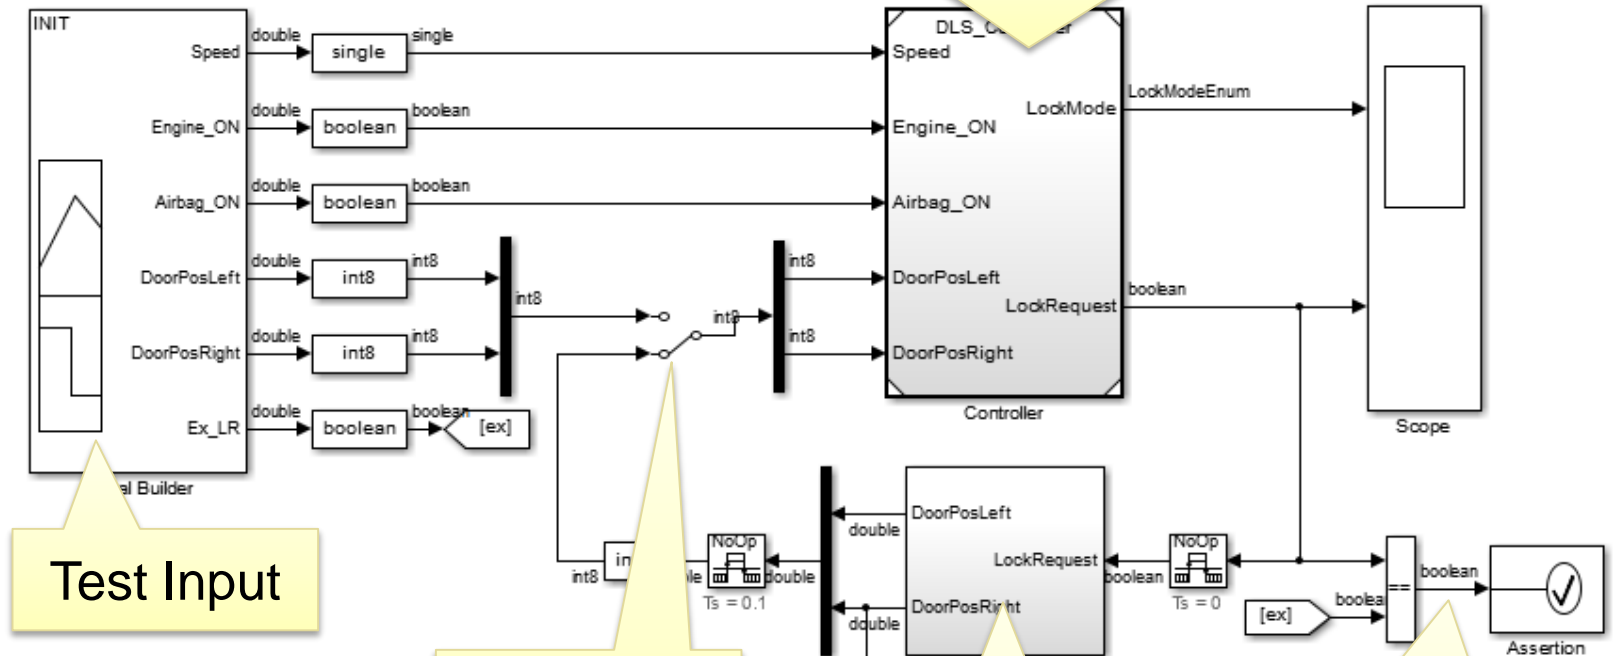 INIT
Speed
double
single
single
Engine_ON
double
boolean
boolean
Airbag_ON
double
boolean
boolean
DoorPosLeft
double
int8
int8
DoorPosRight
double
int8
int8
Ex_LR
double
boolean
boolean
[ex]
int8
int8
int8
int8
Speed
Engine_ON
Airbag_ON
DoorPosLeft
DoorPosRight
LockMode
LockRequest
Controller
LockModeEnum
boolean
Scope
Builder
Test Input
int8
NoOp
Ts = 0.1
double
double
double
DoorPosLeft
DoorPosRight
LockRequest
boolean
NoOp
Ts = 0
[ex]
==
boolean
Assertion